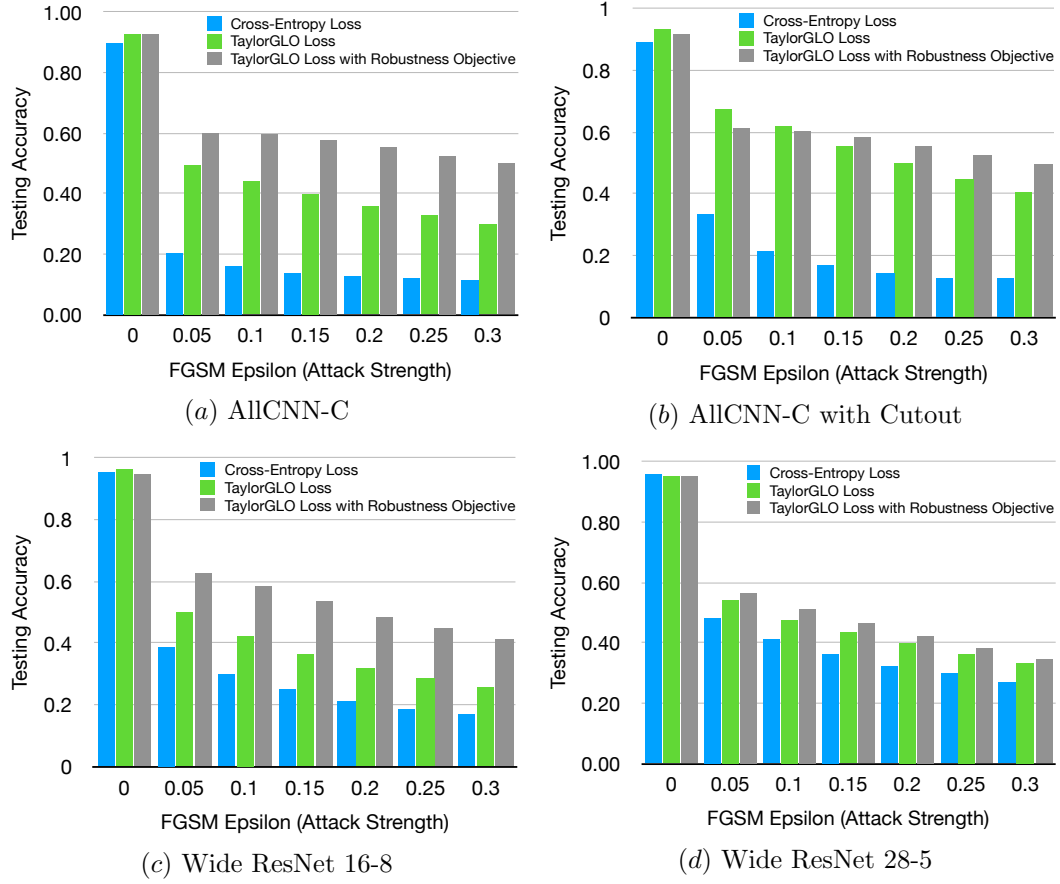 1.00
0.80
0.60
0.40
0.20
0.00
Testing Accuracy
Cross-Entropy Loss
TaylorGLO Loss
TaylorGLO Loss with Robustness Objective
0 0.05 0.1 0.15 0.2 0.25 0.3
FGSM Epsilon (Attack Strength)
(a) AllCNN-C
1
0.8
0.6
0.4
0.2
0
Testing Accuracy
Cross-Entropy Loss
TaylorGLO Loss
TaylorGLO Loss with Robustness Objective
0 0.05 0.1 0.15 0.2 0.25 0.3
FGSM Epsilon (Attack Strength)
(b) AllCNN-C with Cutout
1
0.8
0.6
0.4
0.2
0
Testing Accuracy
Cross-Entropy Loss
TaylorGLO Loss
TaylorGLO Loss with Robustness Objective
0 0.05 0.1 0.15 0.2 0.25 0.3
FGSM Epsilon (Attack Strength)
(c) Wide ResNet 16-8
1.00
0.80
0.60
0.40
0.20
0.00
Testing Accuracy
Cross-Entropy Loss
TaylorGLO Loss
TaylorGLO Loss with Robustness Objective
0 0.05 0.1 0.15 0.2 0.25 0.3
FGSM Epsilon (Attack Strength)
(d) Wide ResNet 28-5